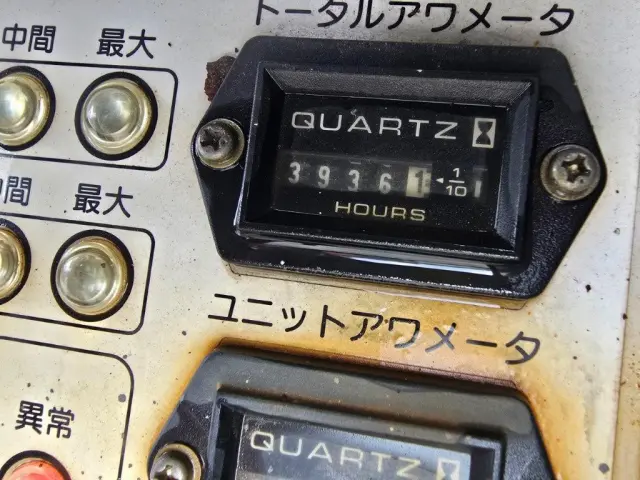 トータルアワメータ
中間 最大
QUARTZ
39361 1/10
HOURS
中間 最大
ユニットアワメータ
異常
QUARTZ